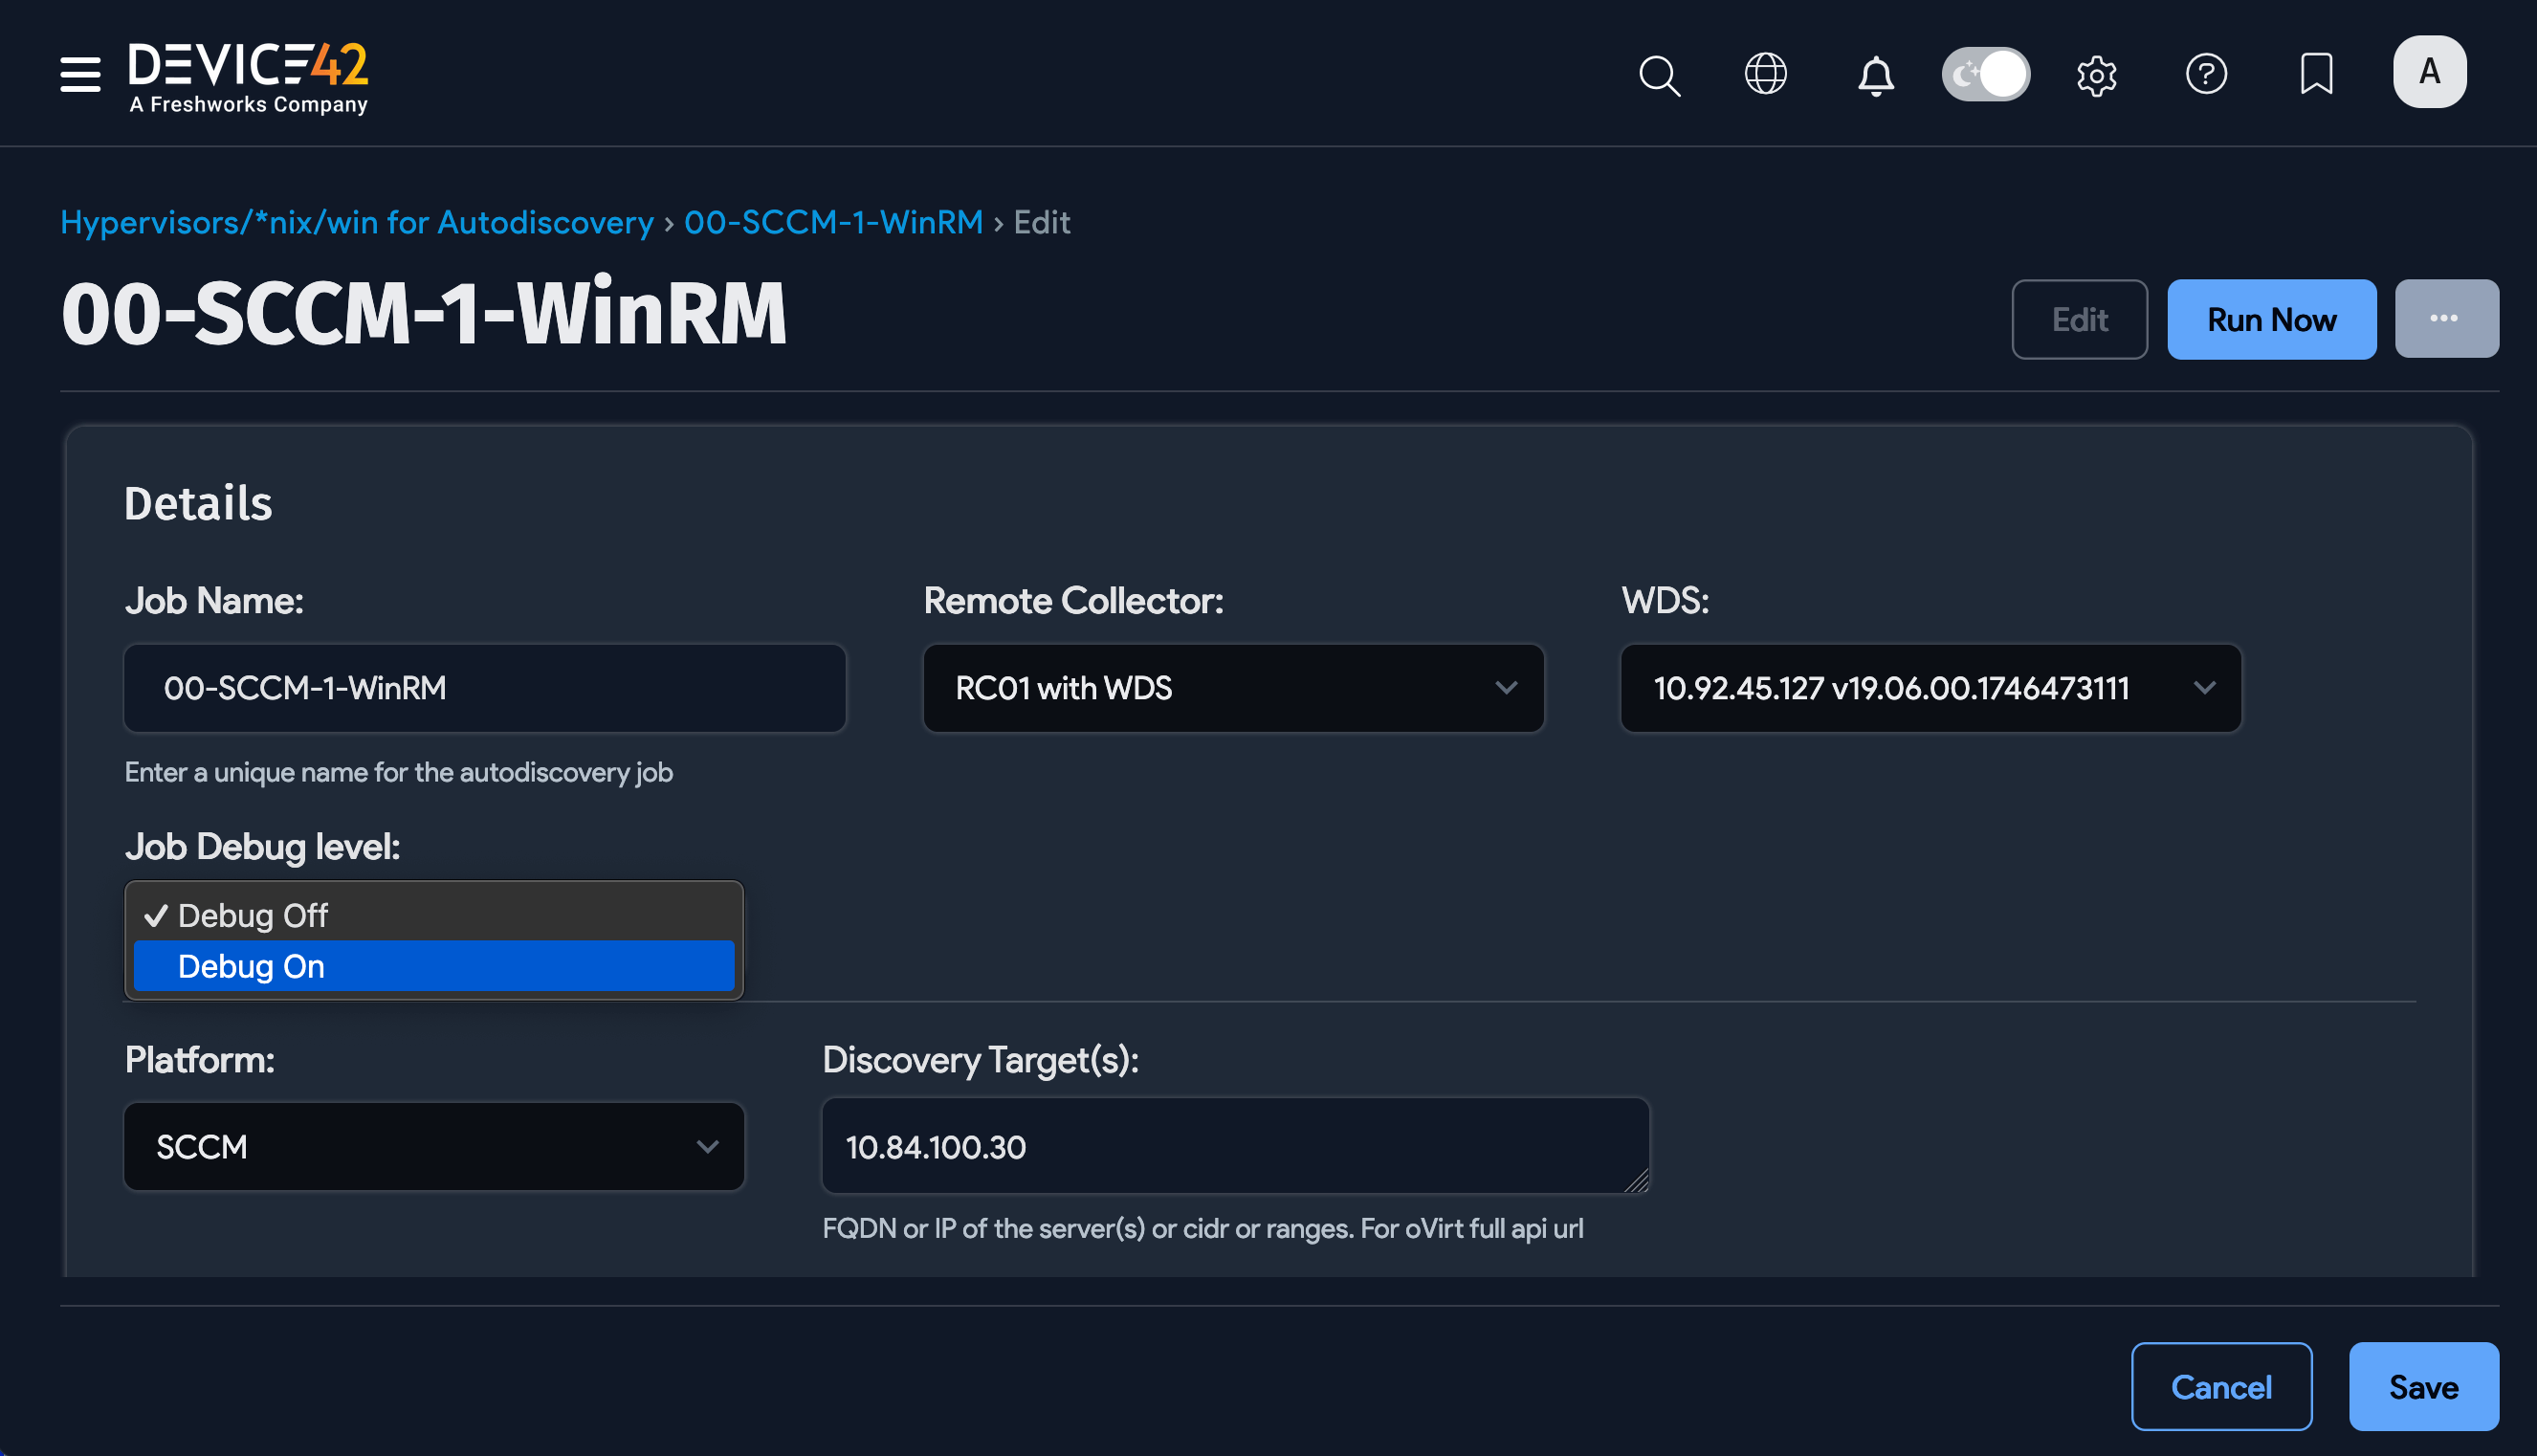 DEVICE42
A Freshworks Company
A
Hypervisors/*nix/win for Autodiscovery › 00-SCCM-1-WinRM › Edit
00-SCCM-1-WinRM
Edit
Run Now
Details
Job Name:
Remote Collector:
WDS:
00-SCCM-1-WinRM
RC01 with WDS
10.92.45.127 v19.06.00.1746473111
Enter a unique name for the autodiscovery job
Job Debug level:
Debug Off
Debug On
Platform:
Discovery Target(s):
SCCM
10.84.100.30
FQDN or IP of the server(s) or cidr or ranges. For oVirt full api url
Cancel
Save